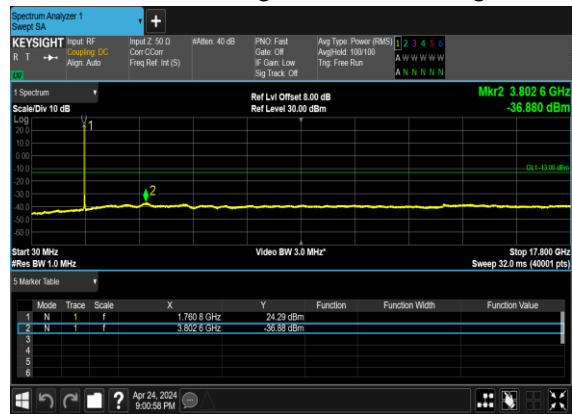 Spectrum Analyzer 1
Swept SA
+
KEYSIGHT Input: RF Input Z: 50 Ω #Atten: 40 dB PNO: Fast Avg Type: Power (RMS) 1 2 3 4 5 6
R T Coupling: DC Corr CCorr Gate: Off Avg|Hold: 100/100 A W W W W W
Align: Auto Freq Ref: Int (S) IF Gain: Low Trig: Free Run
LW Sig Track: Off A N N N N N
1 Spectrum Ref Lvl Offset 8.00 dB Mkr2 3.802 6 GHz
Scale/Div 10 dB Ref Level 30.00 dBm -36.880 dBm
Log
20.0 1
10.0
0.00
-10.0 DL1 -13.00 dBm
-20.0
-30.0 2
-40.0
-50.0
-60.0
Start 30 MHz Video BW 3.0 MHz* Stop 17.800 GHz
#Res BW 1.0 MHz Sweep 32.0 ms (40001 pts)
5 Marker Table
Mode Trace Scale X Y Function Function Width Function Value
1 N 1 f 1.760 8 GHz 24.29 dBm
2 N 1 f 3.802 6 GHz -36.88 dBm
3
4
5
6
? Apr 24, 2024
9:00:58 PM